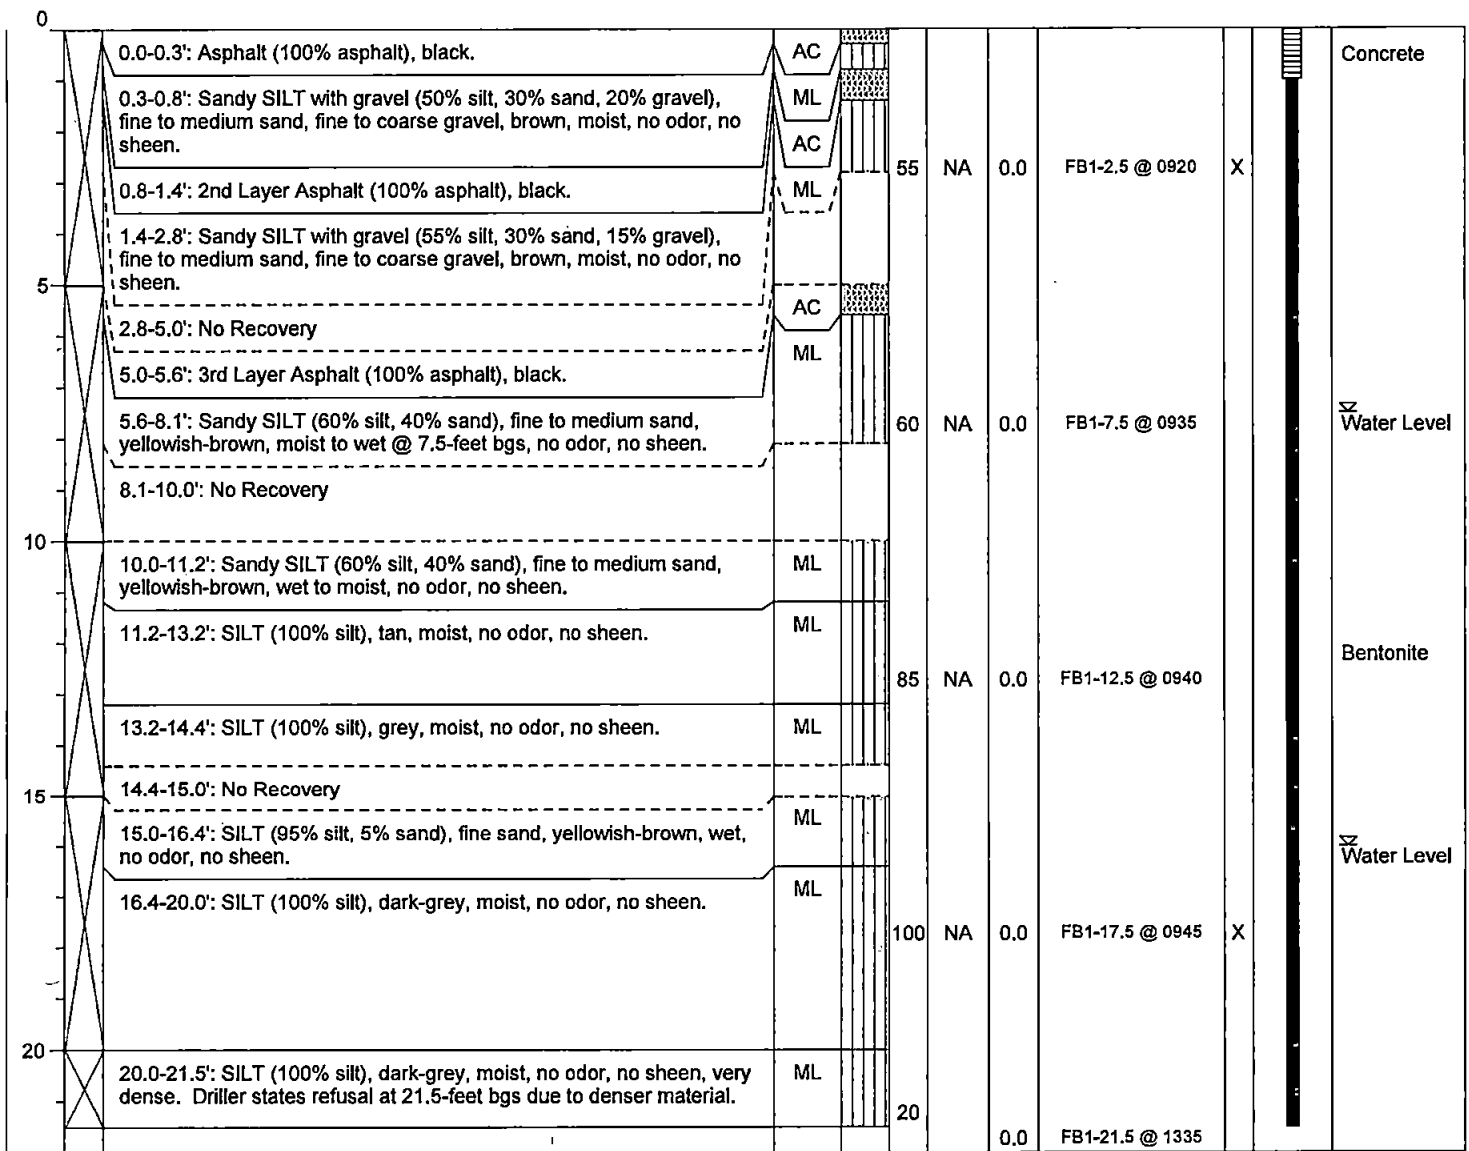 0
0.0-0.3': Asphalt (100% asphalt), black.
AC
Concrete
0.3-0.8': Sandy SILT with gravel (50% silt, 30% sand, 20% gravel),
fine to medium sand, fine to coarse gravel, brown, moist, no odor, no
sheen.
ML
AC
0.8-1.4': 2nd Layer Asphalt (100% asphalt), black.
ML
55 NA 0.0 FB1-2.5 @ 0920 X
1.4-2.8': Sandy SILT with gravel (55% silt, 30% sand, 15% gravel),
fine to medium sand, fine to coarse gravel, brown, moist, no odor, no
sheen.
5
2.8-5.0': No Recovery
AC
5.0-5.6': 3rd Layer Asphalt (100% asphalt), black.
ML
5.6-8.1': Sandy SILT (60% silt, 40% sand), fine to medium sand,
yellowish-brown, moist to wet @ 7.5-feet bgs, no odor, no sheen.
60 NA 0.0 FB1-7.5 @ 0935
Water Level
8.1-10.0': No Recovery
10
10.0-11.2': Sandy SILT (60% silt, 40% sand), fine to medium sand,
yellowish-brown, wet to moist, no odor, no sheen.
ML
11.2-13.2': SILT (100% silt), tan, moist, no odor, no sheen.
ML
Bentonite
85 NA 0.0 FB1-12.5 @ 0940
13.2-14.4': SILT (100% silt), grey, moist, no odor, no sheen.
ML
14.4-15.0': No Recovery
15
15.0-16.4': SILT (95% silt, 5% sand), fine sand, yellowish-brown, wet,
no odor, no sheen.
ML
Water Level
16.4-20.0': SILT (100% silt), dark-grey, moist, no odor, no sheen.
ML
100 NA 0.0 FB1-17.5 @ 0945 X
20
20.0-21.5': SILT (100% silt), dark-grey, moist, no odor, no sheen, very
dense. Driller states refusal at 21.5-feet bgs due to denser material.
ML
20
0.0 FB1-21.5 @ 1335